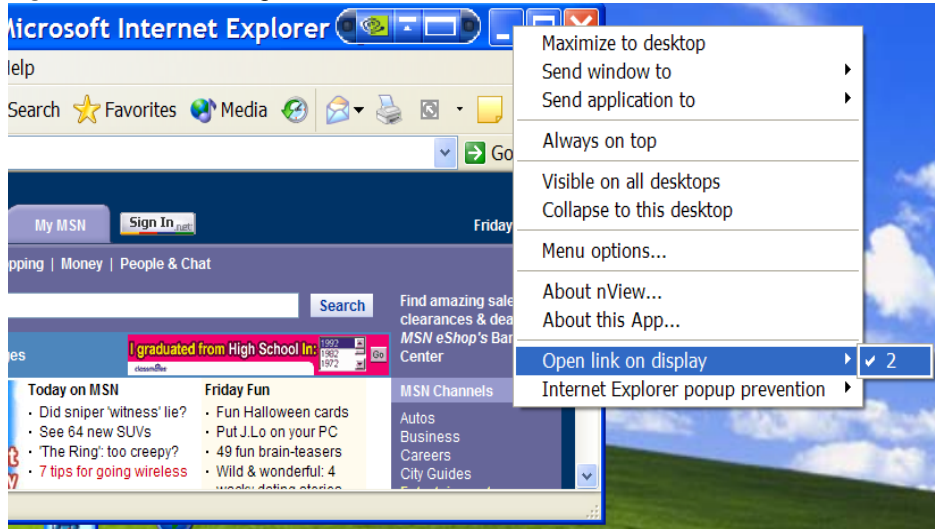 Microsoft Internet Explorer
Help
Search Favorites Media
Go
My MSN Sign In .net Friday
opping | Money | People & Chat
Search
Find amazing sale
clearances & dea
MSN eShop's Bar
Center
I graduated from High School In: 1992 1982 1972 Go
Today on MSN
· Did sniper 'witness' lie?
· See 64 new SUVs
· 'The Ring': too creepy?
· 7 tips for going wireless
Friday Fun
· Fun Halloween cards
· Put J.Lo on your PC
· 49 fun brain-teasers
· Wild & wonderful: 4
MSN Channels
Autos
Business
Careers
City Guides
Maximize to desktop
Send window to
Send application to
Always on top
Visible on all desktops
Collapse to this desktop
Menu options...
About nView...
About this App...
Open link on display
2
Internet Explorer popup prevention